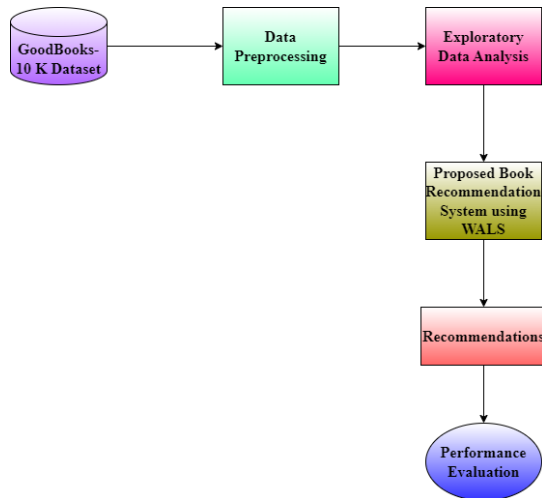 GoodBooks-
10 K Dataset
Data
Preprocessing
Exploratory
Data Analysis
Proposed Book
Recommendation
System using
WALS
Recommendations
Performance
Evaluation